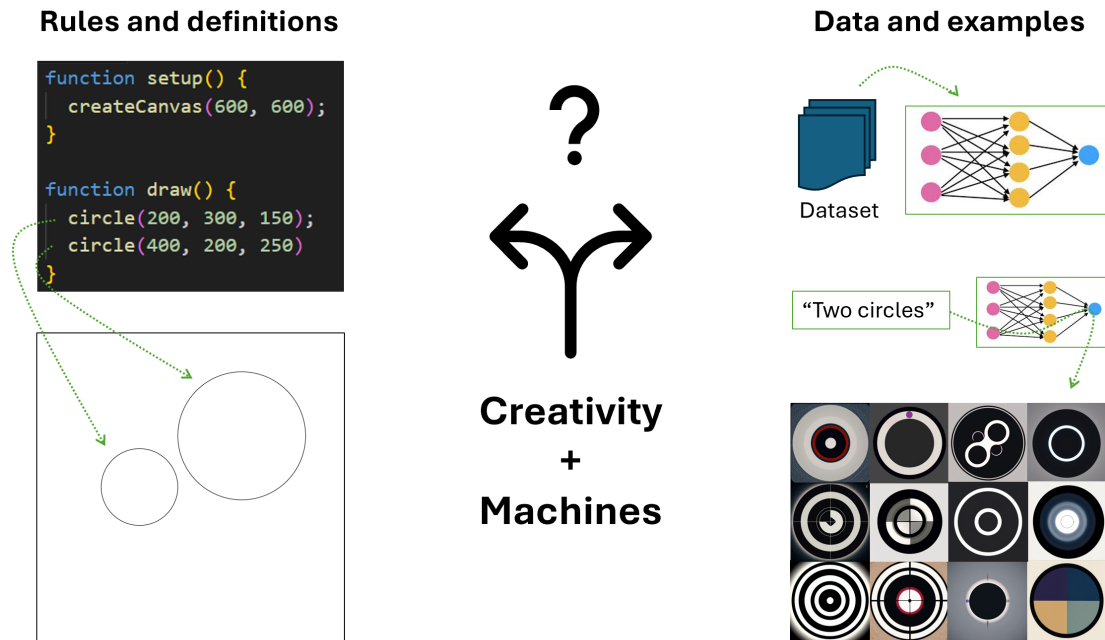 Rules and definitions
function setup() {
createCanvas(600, 600);
}
function draw() {
circle(200, 300, 150);
circle(400, 200, 250)
}
?
Creativity
+
Machines
Data and examples
Dataset
“Two circles”